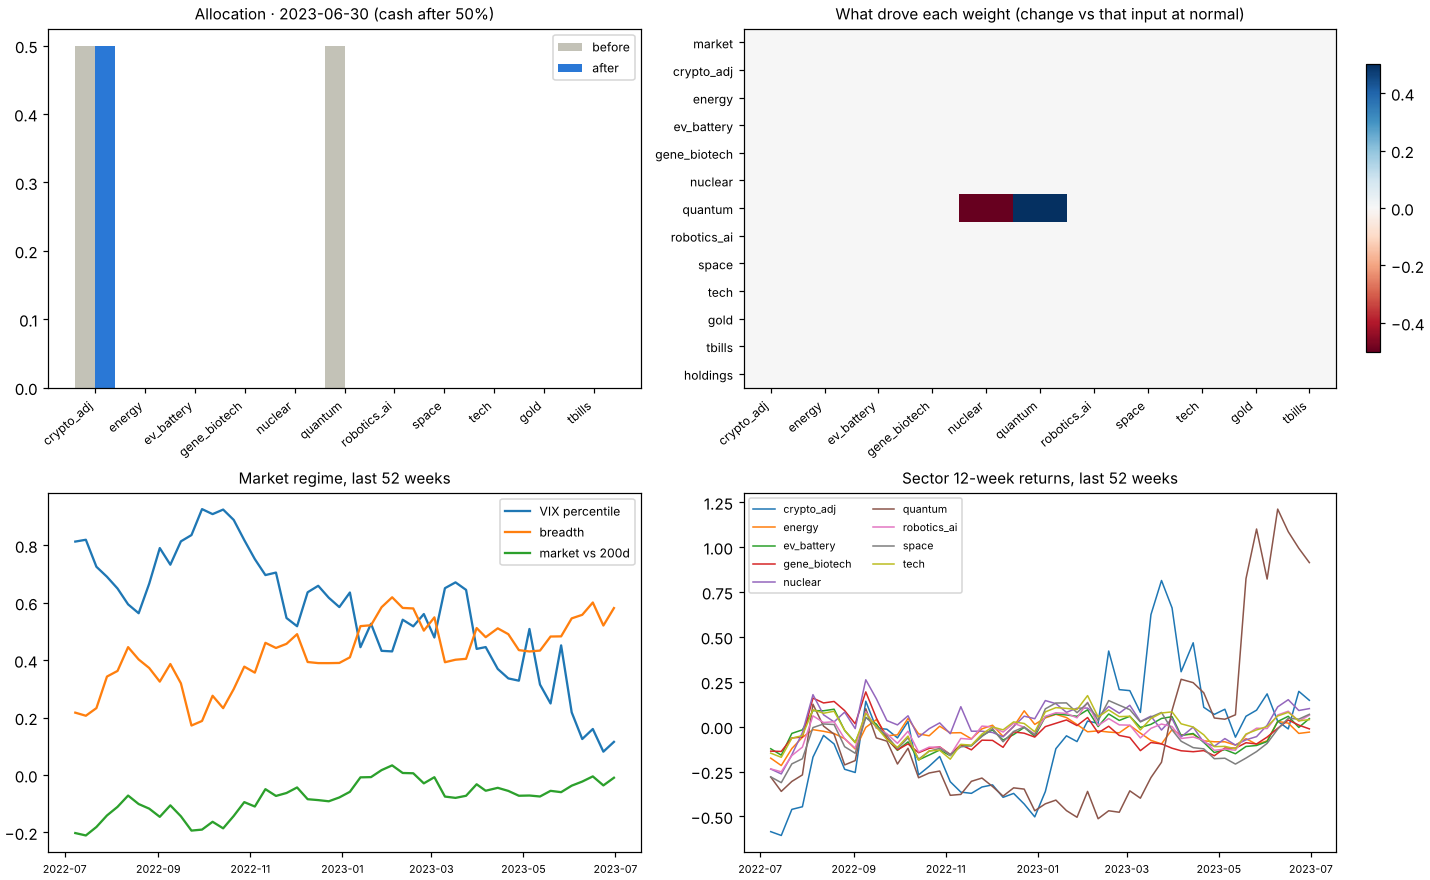 Allocation · 2023-06-30 (cash after 50%)
before
after
0.5
0.4
0.3
0.2
0.1
0.0
crypto_adj
energy
ev_battery
gene_biotech
nuclear
quantum
robotics_ai
space
tech
gold
tbills
What drove each weight (change vs that input at normal)
market
crypto_adj
energy
ev_battery
gene_biotech
nuclear
quantum
robotics_ai
space
tech
gold
tbills
holdings
crypto_adj
energy
ev_battery
gene_biotech
nuclear
quantum
robotics_ai
space
tech
gold
tbills
0.4
0.2
0.0
−0.2
−0.4
Market regime, last 52 weeks
VIX percentile
breadth
market vs 200d
0.8
0.6
0.4
0.2
0.0
−0.2
2022-07
2022-09
2022-11
2023-01
2023-03
2023-05
2023-07
Sector 12-week returns, last 52 weeks
crypto_adj
energy
ev_battery
gene_biotech
nuclear
quantum
robotics_ai
space
tech
1.25
1.00
0.75
0.50
0.25
0.00
−0.25
−0.50
2022-07
2022-09
2022-11
2023-01
2023-03
2023-05
2023-07